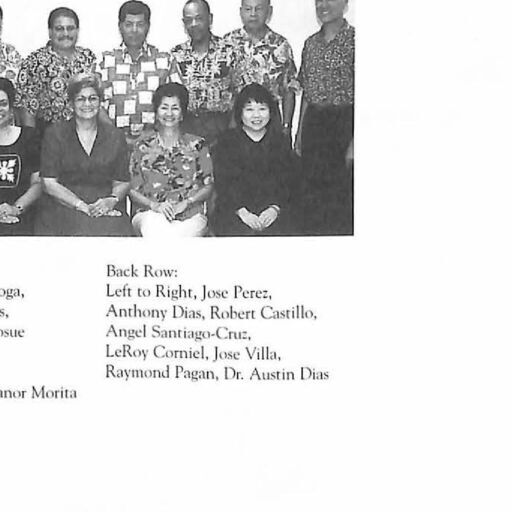 Back Row:
Left to Right, Jose Perez,
Anthony Dias, Robert Castillo,
Angel Santiago-Cruz,
LeRoy Corniel, Jose Villa,
Raymond Pagan, Dr. Austin Dias
oga,
s,
osue
anor Morita